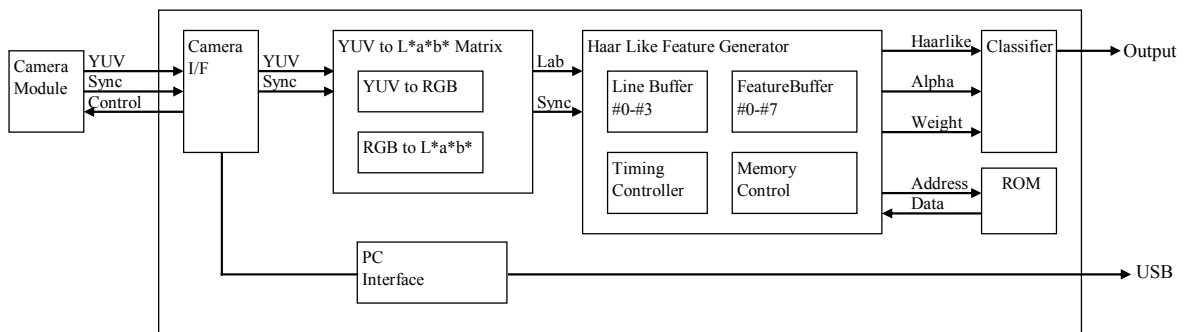 Camera
Module
YUV
Sync
Control
Camera
I/F
YUV
Sync
YUV to L*a*b* Matrix
YUV to RGB
RGB to L*a*b*
Lab
Sync
Haar Like Feature Generator
Line Buffer
#0-#3
FeatureBuffer
#0-#7
Timing
Controller
Memory
Control
Haarlike
Alpha
Weight
Address
Data
Classifier
ROM
Output
PC
Interface
USB